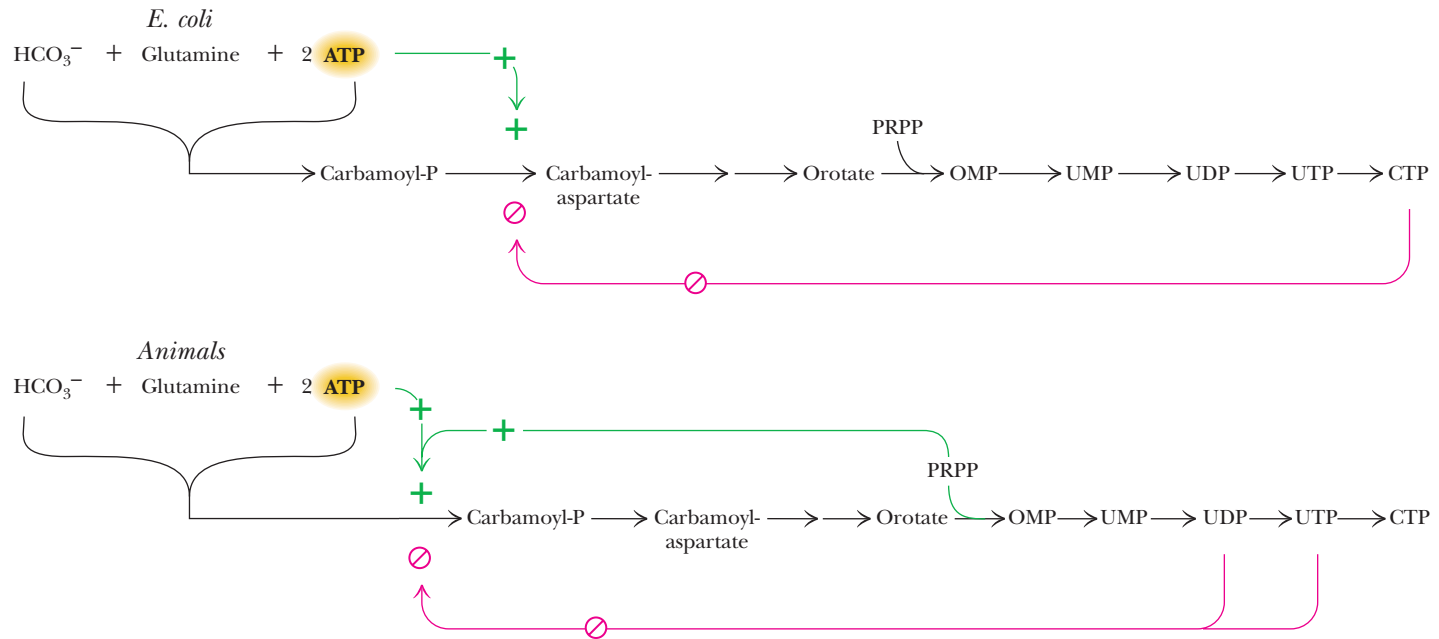 E. coli
HCO₃⁻ + Glutamine + 2 ATP
PRPP
Carbamoyl-P Carbamoyl- Orotate OMP UMP UDP UTP CTP
aspartate
Animals
HCO₃⁻ + Glutamine + 2 ATP
PRPP
Carbamoyl-P Carbamoyl- Orotate OMP UMP UDP UTP CTP
aspartate